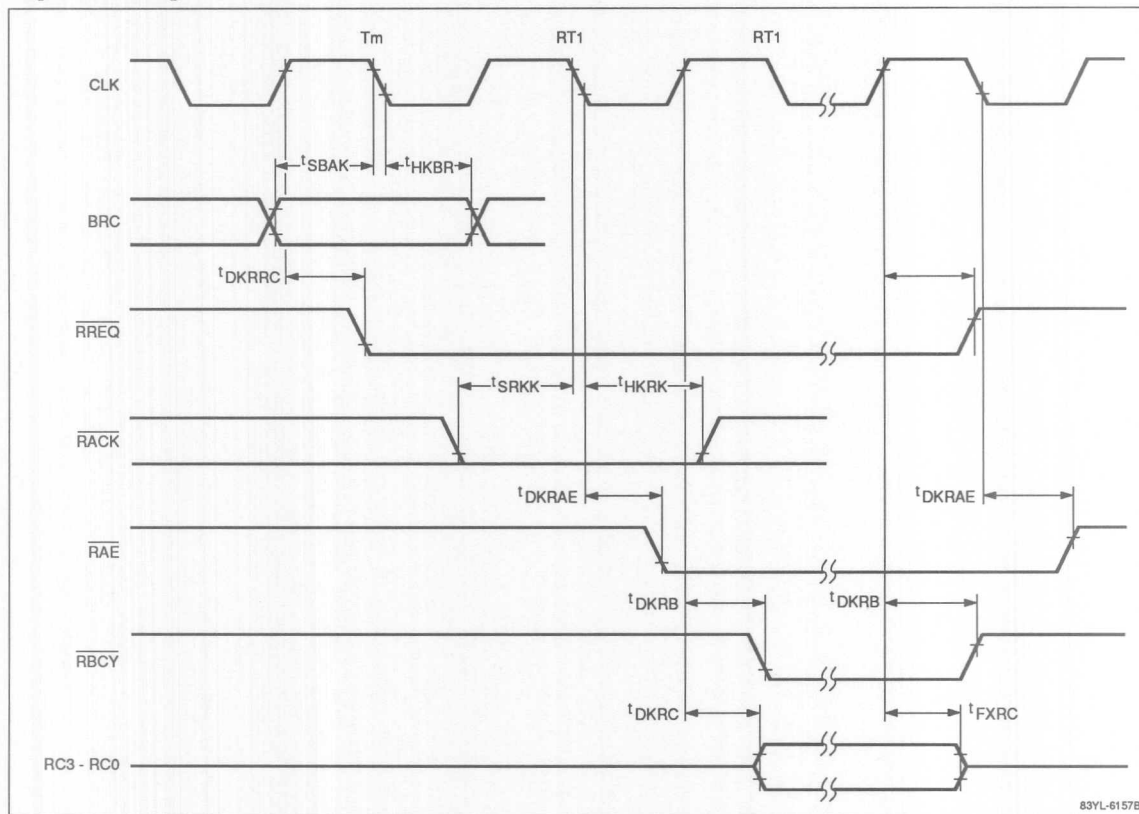 Tm RT1 RT1
CLK
tSBAK tHKBR
BRC
tDKRRC
RREQ
tSRKK tHKRK
RACK
tDKRAE tDKRAE
RAE
tDKRB tDKRB
RBCY
tDKRC tFXRC
RC3 - RC0
83YL-6157B